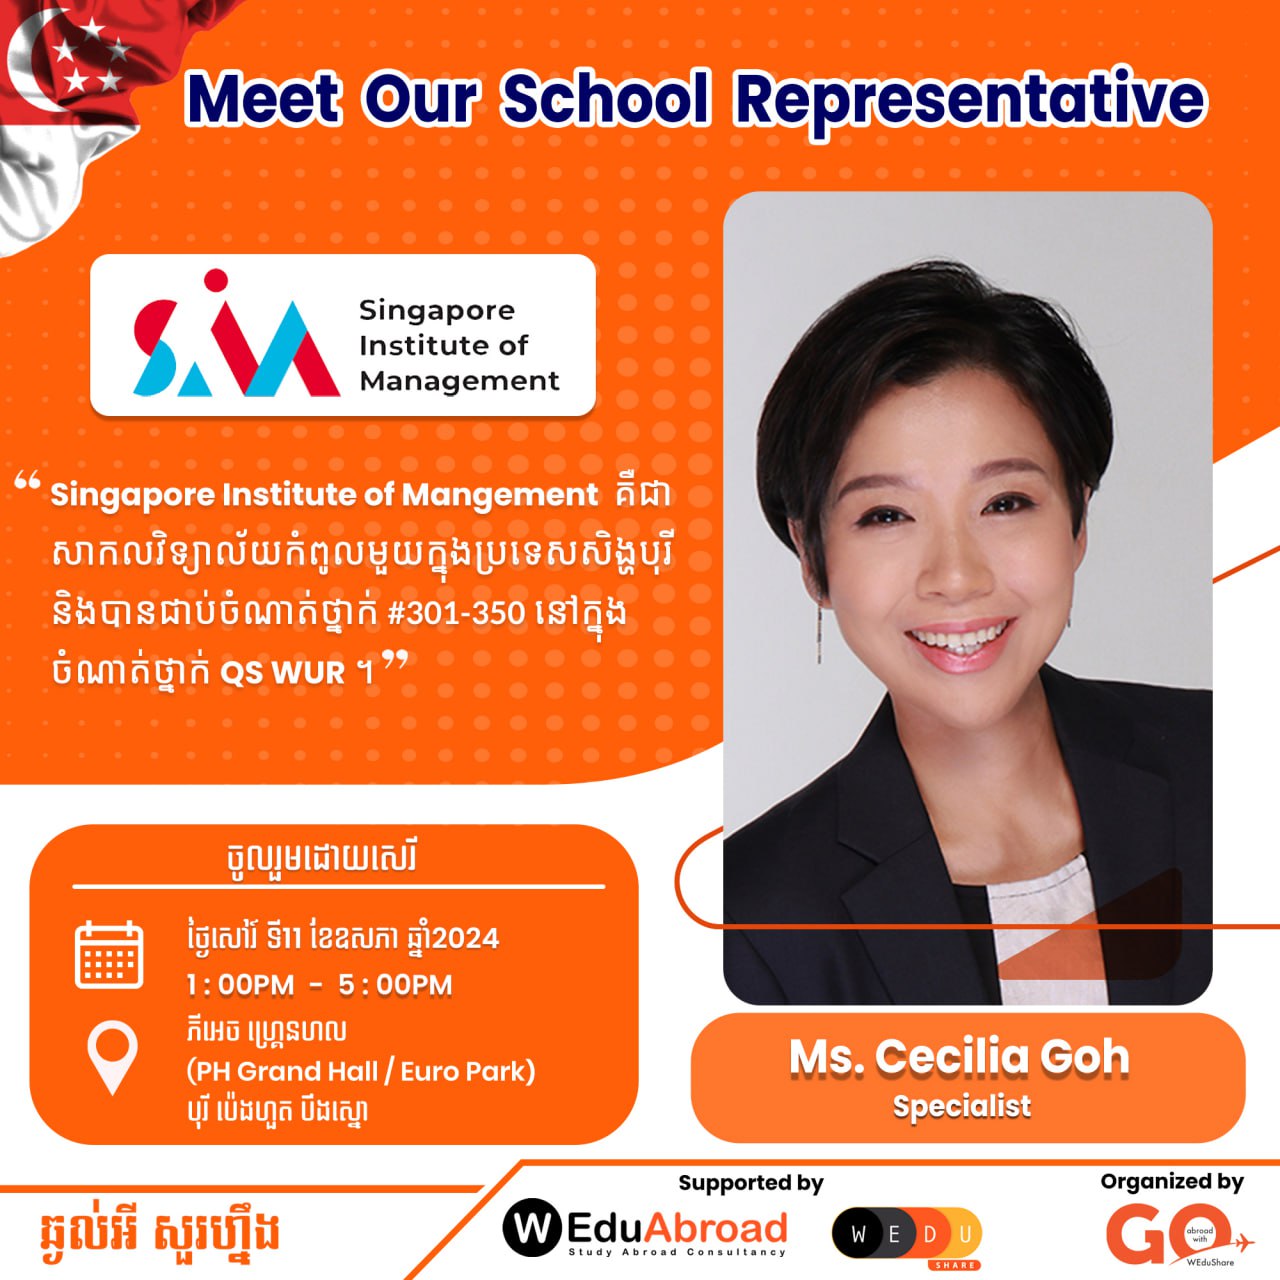 Meet Our School Representative
SIM
Singapore
Institute of
Management
“ Singapore Institute of Mangement គឺជា
សាកលវិទ្យាល័យកំពូលមួយក្នុងប្រទេសសិង្ហបុរី
និងបានជាប់ចំណាត់ថ្នាក់ #301-350 នៅក្នុង
ចំណាត់ថ្នាក់ QS WUR ។ ”
ចូលរួមដោយសេរី
ថ្ងៃសៅរ៍ ទី11 ខែឧសភា ឆ្នាំ2024
1 : 00PM - 5 : 00PM
ភីអេច ហ្គ្រេនហល
(PH Grand Hall / Euro Park)
បុរី ប៉េងហួត បឹងស្នោ
Ms. Cecilia Goh
Specialist
ឆ្ងល់អី សួរហ្នឹង
Supported by
W EduAbroad
Study Abroad Consultancy
W E D U
SHARE
Organized by
GO
abroad
with
WEduShare